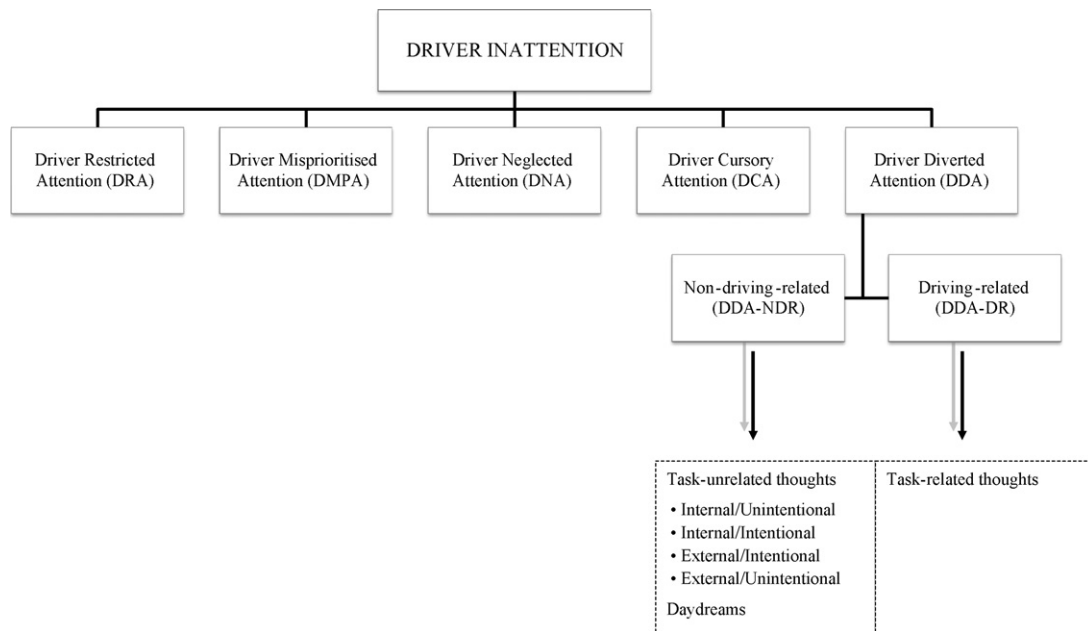 DRIVER INATTENTION
Driver Restricted
Attention (DRA)
Driver Misprioritised
Attention (DMPA)
Driver Neglected
Attention (DNA)
Driver Cursory
Attention (DCA)
Driver Diverted
Attention (DDA)
Non-driving-related
(DDA-NDR)
Driving-related
(DDA-DR)
Task-unrelated thoughts
• Internal/Unintentional
• Internal/Intentional
• External/Intentional
• External/Unintentional
Daydreams
Task-related thoughts